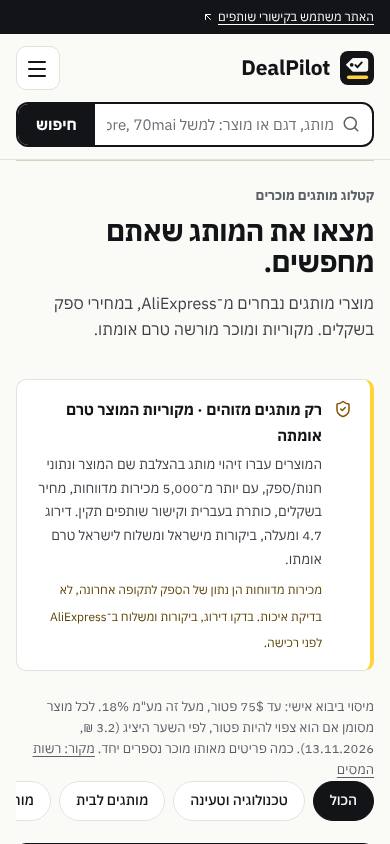 האתר משתמש בקישורי שותפים
DealPilot
מותג, דגם או מוצר: למשל ore, 70mai
חיפוש
קטלוג מותגים מוכרים
מצאו את המותג שאתם
מחפשים.
מוצרי מותגים נבחרים מ־AliExpress, במחירי ספק
בשקלים. מקוריות ומוכר מורשה טרם אומתו.
רק מותגים מזוהים · מקוריות המוצר טרם
אומתה
המוצרים עברו זיהוי מותג בהצלבת שם המוצר ונתוני
חנות/ספק, עם יותר מ־5,000 מכירות מדווחות, מחיר
בשקלים, כותרת בעברית וקישור שותפים תקין. דירוג
4.7 ומעלה, ביקורות מישראל ומשלוח לישראל טרם
אומתו.
מכירות מדווחות הן נתון של הספק לתקופה אחרונה, לא
בדיקת איכות. בדקו דירוג, ביקורות ומשלוח ב־AliExpress
לפני רכישה.
מיסוי ביבוא אישי: עד 75$ פטור, מעל זה מע"מ 18%. לכל מוצר
מסומן אם הוא צפוי להיות פטור, לפי השער היציג (3.2 ₪,
13.11.2026). כמה פריטים מאותו מוכר נספרים יחד. מקור: רשות
המסים
הכול
טכנולוגיה וטעינה
מותגים לבית